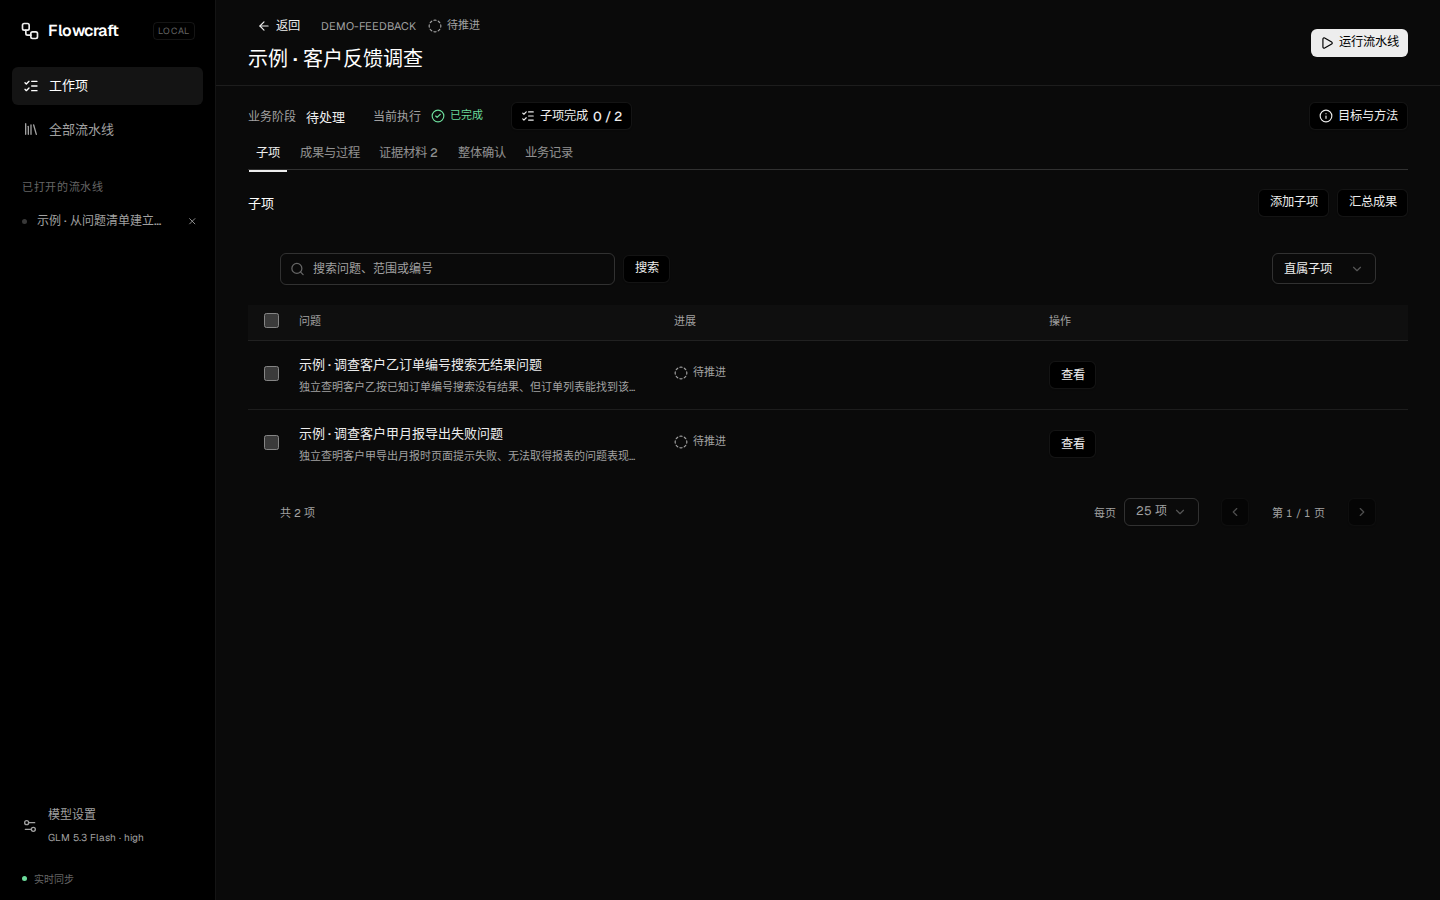 Flowcraft
LOCAL
工作项
全部流水线
已打开的流水线
示例 · 从问题清单建立...
模型设置
GLM 5.3 Flash · high
实时同步
返回
DEMO-FEEDBACK
待推进
示例 · 客户反馈调查
运行流水线
业务阶段 待处理
当前执行 已完成
子项完成 0 / 2
目标与方法
子项
成果与过程
证据材料 2
整体确认
业务记录
子项
添加子项
汇总成果
搜索问题、范围或编号
搜索
直属子项
问题
进展
操作
示例 · 调查客户乙订单编号搜索无结果问题
独立查明客户乙按已知订单编号搜索没有结果、但订单列表能找到该...
待推进
查看
示例 · 调查客户甲月报导出失败问题
独立查明客户甲导出月报时页面提示失败、无法取得报表的问题表现...
待推进
查看
共 2 项
每页
25 项
第 1 / 1 页